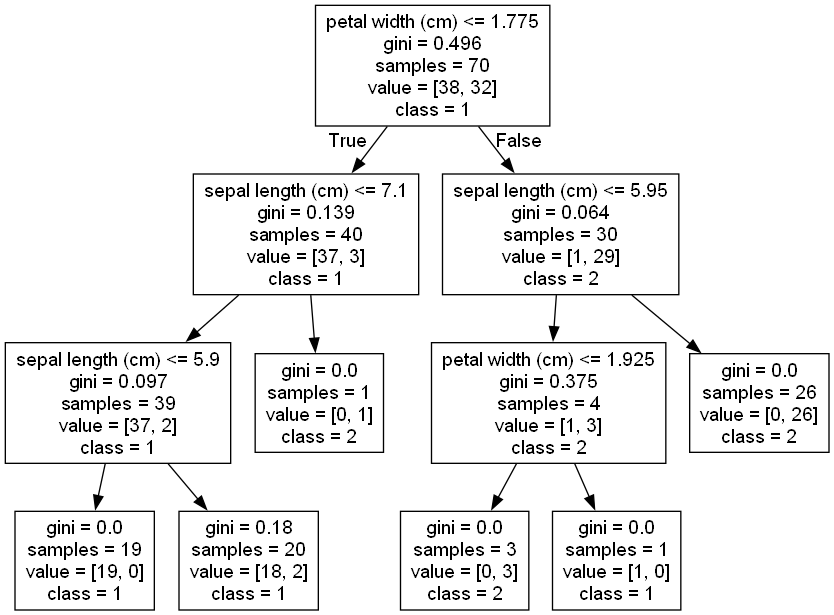 petal width (cm) <= 1.775
gini = 0.496
samples = 70
value = [38, 32]
class = 1
True
False
sepal length (cm) <= 7.1
gini = 0.139
samples = 40
value = [37, 3]
class = 1
sepal length (cm) <= 5.95
gini = 0.064
samples = 30
value = [1, 29]
class = 2
sepal length (cm) <= 5.9
gini = 0.097
samples = 39
value = [37, 2]
class = 1
gini = 0.0
samples = 1
value = [0, 1]
class = 2
petal width (cm) <= 1.925
gini = 0.375
samples = 4
value = [1, 3]
class = 2
gini = 0.0
samples = 26
value = [0, 26]
class = 2
gini = 0.0
samples = 19
value = [19, 0]
class = 1
gini = 0.18
samples = 20
value = [18, 2]
class = 1
gini = 0.0
samples = 3
value = [0, 3]
class = 2
gini = 0.0
samples = 1
value = [1, 0]
class = 1